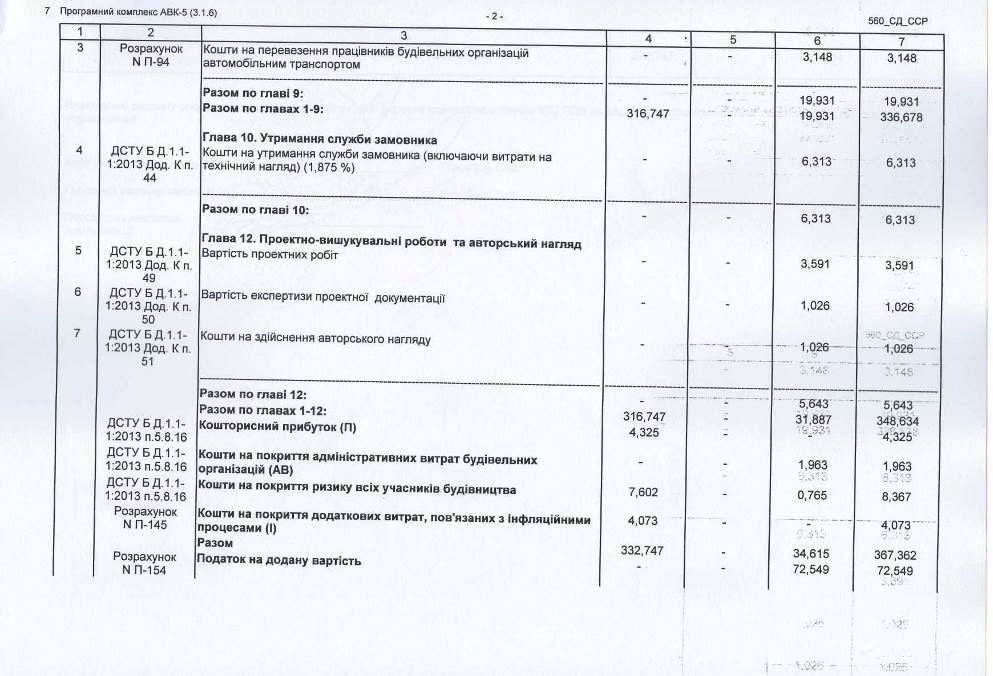 7 Програмний комплекс АВК-5 (3.1.6)
- 2 -
560_СД_ССР
1 2 3 4 5 6 7
3 Розрахунок Кошти на перевезення працівників будівельних організацій - - 3,148 3,148
N П-94 автомобільним транспортом
Разом по главі 9: - - 19,931 19,931
Разом по главах 1-9: 316,747 - 19,931 336,678
Глава 10. Утримання служби замовника
4 ДСТУ Б Д.1.1- Кошти на утримання служби замовника (включаючи витрати на - - 6,313 6,313
1:2013 Дод. К п. технічний нагляд) (1,875 %)
44
Разом по главі 10: - - 6,313 6,313
Глава 12. Проектно-вишукувальні роботи та авторський нагляд
5 ДСТУ Б Д.1.1- Вартість проектних робіт - - 3,591 3,591
1:2013 Дод. К п.
49
6 ДСТУ Б Д.1.1- Вартість експертизи проектної документації - - 1,026 1,026
1:2013 Дод. К п.
50
7 ДСТУ Б Д.1.1- Кошти на здійснення авторського нагляду - 1,026 1,026
1:2013 Дод. К п.
51
560_СД_ССР
3,148 3,148
Разом по главі 12: - - 5,643 5,643
Разом по главах 1-12: 316,747 - 31,887 348,634
ДСТУ Б Д.1.1- Кошторисний прибуток (П) 4,325 - - 4,325
1:2013 п.5.8.16
ДСТУ Б Д.1.1- Кошти на покриття адміністративних витрат будівельних - - 1,963 1,963
1:2013 п.5.8.16 організацій (АВ)
ДСТУ Б Д.1.1- Кошти на покриття ризику всіх учасників будівництва 7,602 - 0,765 8,367
1:2013 п.5.8.16
Розрахунок Кошти на покриття додаткових витрат, пов'язаних з інфляційними 4,073 - - 4,073
N П-145 процесами (І)
Разом 332,747 - 34,615 367,362
Розрахунок Податок на додану вартість - - 72,549 72,549
N П-154
1,026 1,026